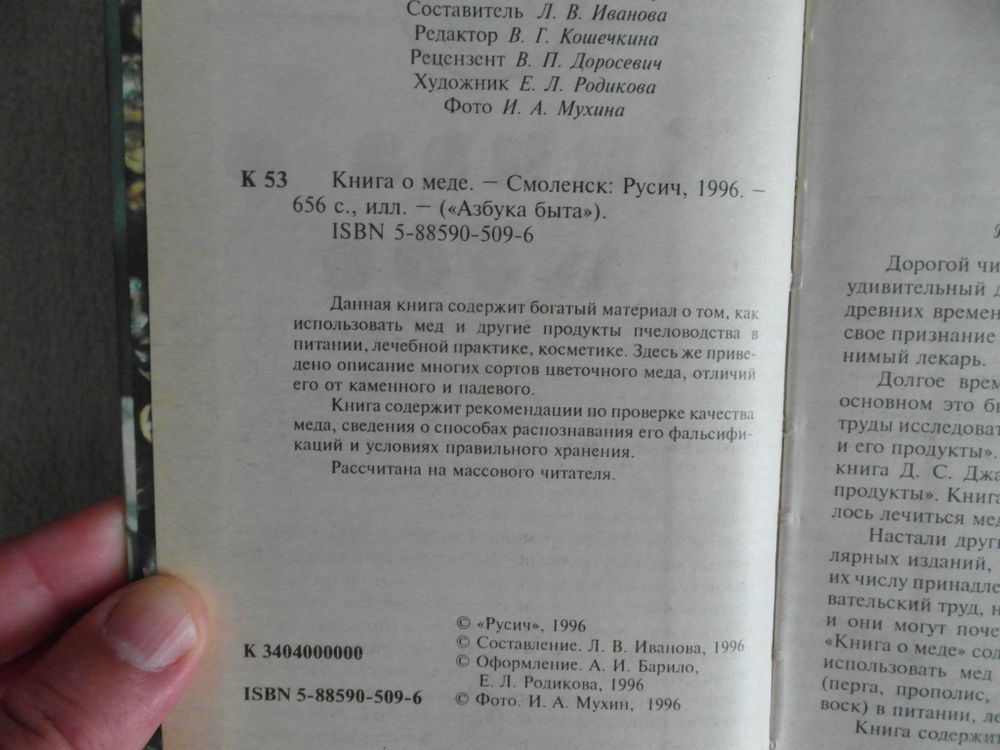 Составитель Л. В. Иванова
Редактор В. Г. Кошечкина
Рецензент В. П. Доросевич
Художник Е. Л. Родикова
Фото И. А. Мухина
К 53 Книга о меде. — Смоленск: Русич, 1996. —
656 с., илл. — («Азбука быта»).
ISBN 5-88590-509-6
Данная книга содержит богатый материал о том, как
использовать мед и другие продукты пчеловодства в
питании, лечебной практике, косметике. Здесь же приве-
дено описание многих сортов цветочного меда, отличий
его от каменного и падевого.
Книга содержит рекомендации по проверке качества
меда, сведения о способах распознавания его фальсифи-
каций и условиях правильного хранения.
Рассчитана на массового читателя.
К 3404000000
ISBN 5-88590-509-6
© «Русич», 1996
© Составление. Л. В. Иванова, 1996
© Оформление. А. И. Барило,
Е. Л. Родикова, 1996
© Фото. И. А. Мухин, 1996
Дорогой чи
удивительный д
древних времен
свое признание
нимый лекарь.
Долгое врем
основном это бы
труды исследоват
и его продукты».
книга Д. С. Джа
продукты». Книга
лось лечиться мед
Настали други
лярных изданий,
их числу принадле
вательский труд, н
и они могут поче
«Книга о меде» сод
использовать мед
(перга, прополис,
воск) в питании, ле
Книга содержит